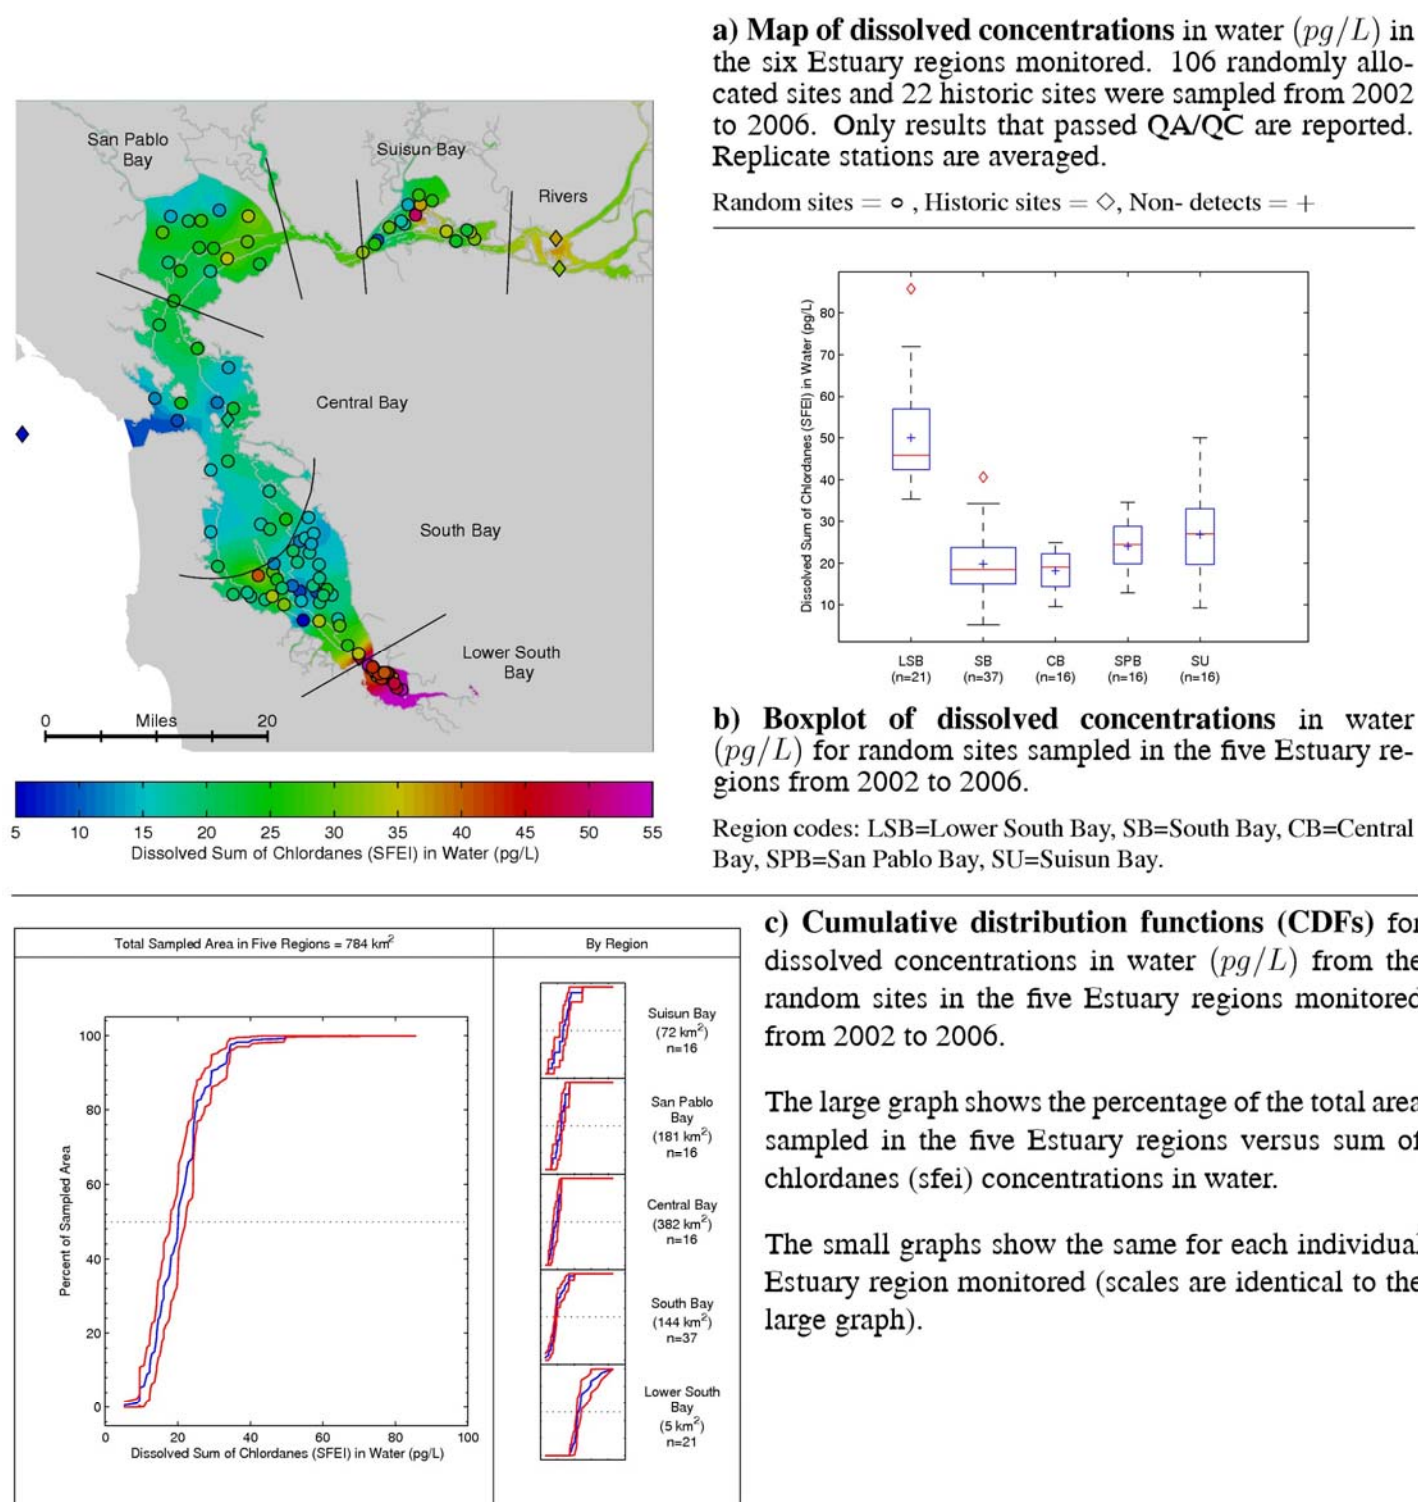 a) Map of dissolved concentrations in water (pg/L) in
the six Estuary regions monitored. 106 randomly allo-
cated sites and 22 historic sites were sampled from 2002
to 2006. Only results that passed QA/QC are reported.
Replicate stations are averaged.
Random sites = o , Historic sites = ◇, Non- detects = +
San Pablo
Bay
Suisun Bay
Rivers
Central Bay
South Bay
Lower South
Bay
0 Miles 20
5 10 15 20 25 30 35 40 45 50 55
Dissolved Sum of Chlordanes (SFEI) in Water (pg/L)
Dissolved Sum of Chlordanes (SFEI) in Water (pg/L)
80
70
60
50
40
30
20
10
LSB SB CB SPB SU
(n=21) (n=37) (n=16) (n=16) (n=16)
b) Boxplot of dissolved concentrations in water
(pg/L) for random sites sampled in the five Estuary re-
gions from 2002 to 2006.
Region codes: LSB=Lower South Bay, SB=South Bay, CB=Central
Bay, SPB=San Pablo Bay, SU=Suisun Bay.
Total Sampled Area in Five Regions = 784 km²
Percent of Sampled Area
100
80
60
40
20
0
0 20 40 60 80 100
Dissolved Sum of Chlordanes (SFEI) in Water (pg/L)
By Region
Suisun Bay
(72 km²)
n=16
San Pablo
Bay
(181 km²)
n=16
Central Bay
(382 km²)
n=16
South Bay
(144 km²)
n=37
Lower South
Bay
(5 km²)
n=21
c) Cumulative distribution functions (CDFs) for
dissolved concentrations in water (pg/L) from the
random sites in the five Estuary regions monitored
from 2002 to 2006.
The large graph shows the percentage of the total area
sampled in the five Estuary regions versus sum of
chlordanes (sfei) concentrations in water.
The small graphs show the same for each individual
Estuary region monitored (scales are identical to the
large graph).